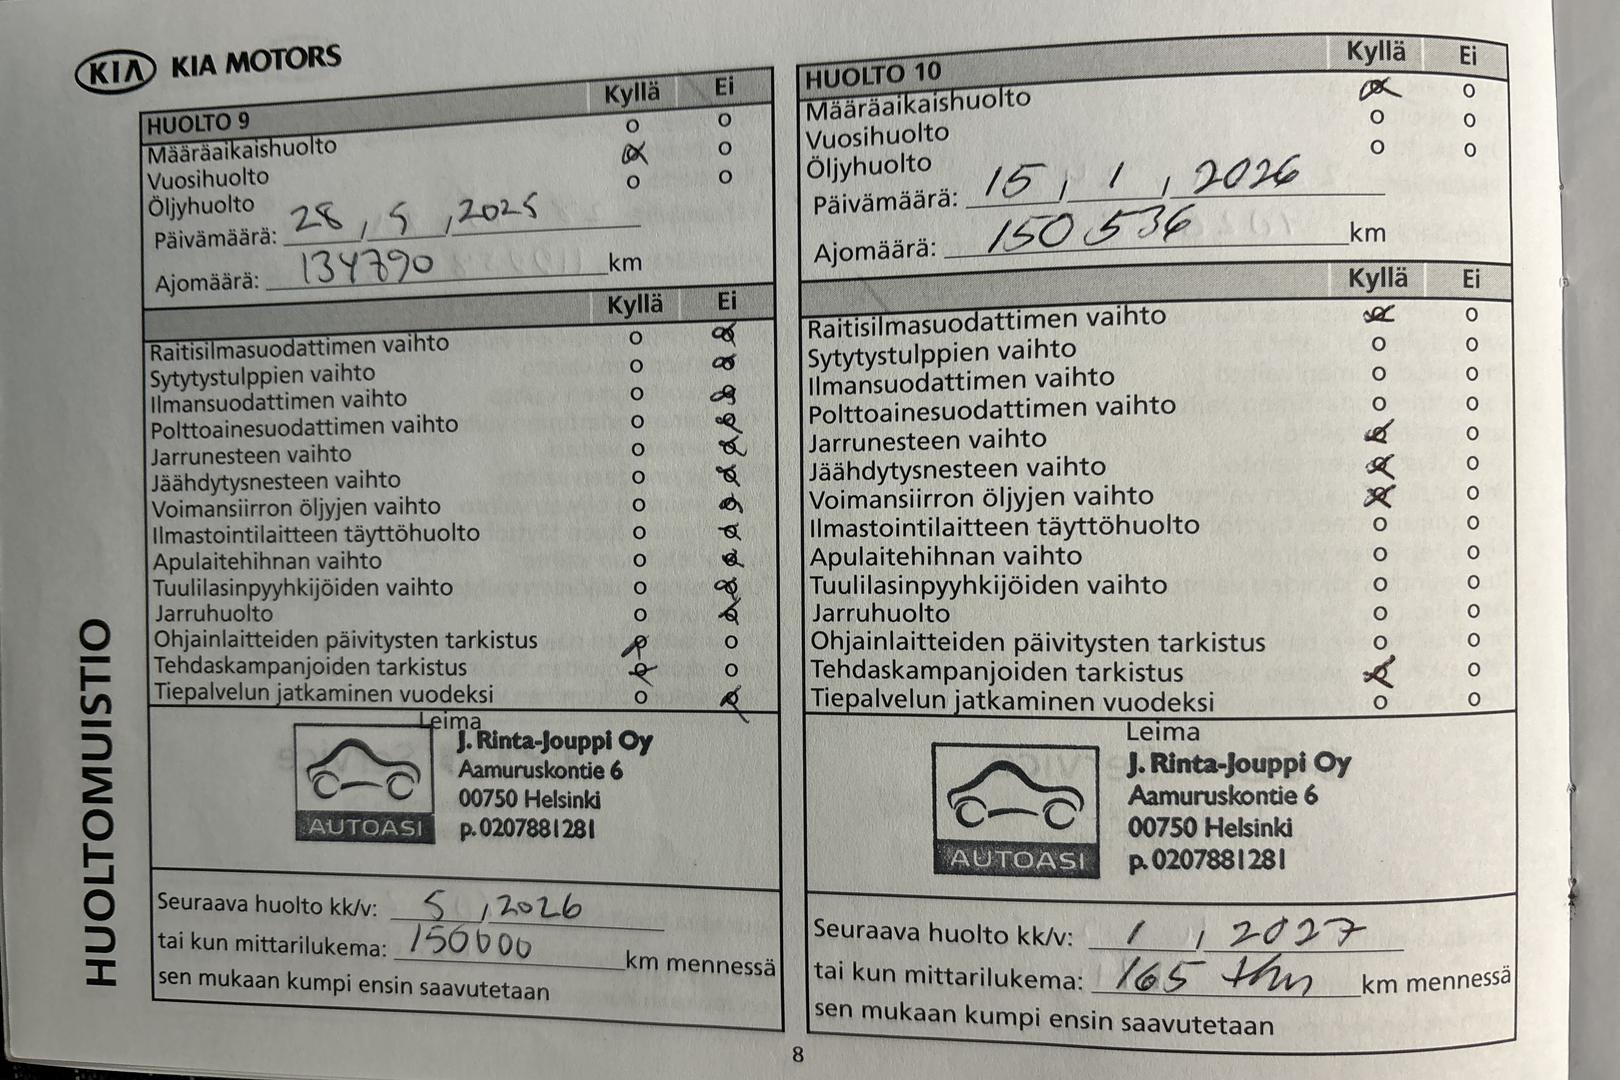 KIA KIA MOTORS
HUOLTOMUISTIO
HUOLTO 9 Kyllä Ei
Määräaikaishuolto o o
Vuosihuolto o o
Öljyhuolto o o
Päivämäärä: 28, 5, 2025
Ajomäärä: 134790 km
Kyllä Ei
Raitisilmasuodattimen vaihto o o
Sytytystulppien vaihto o o
Ilmansuodattimen vaihto o o
Polttoainesuodattimen vaihto o o
Jarrunesteen vaihto o o
Jäähdytysnesteen vaihto o o
Voimansiirron öljyjen vaihto o o
Ilmastointilaitteen täyttöhuolto o o
Apulaitehihnan vaihto o o
Tuulilasinpyyhkijöiden vaihto o o
Jarruhuolto o o
Ohjainlaitteiden päivitysten tarkistus o o
Tehdaskampanjoiden tarkistus o o
Tiepalvelun jatkaminen vuodeksi o o
Leima
J. Rinta-Jouppi Oy
Aamuruskontie 6
00750 Helsinki
AUTOASI p. 0207881281
Seuraava huolto kk/v: 5, 2026
tai kun mittarilukema: 150000 km mennessä
sen mukaan kumpi ensin saavutetaan
HUOLTO 10 Kyllä Ei
Määräaikaishuolto o o
Vuosihuolto o o
Öljyhuolto o o
Päivämäärä: 15, 1, 2026
Ajomäärä: 150 536 km
Kyllä Ei
Raitisilmasuodattimen vaihto o o
Sytytystulppien vaihto o o
Ilmansuodattimen vaihto o o
Polttoainesuodattimen vaihto o o
Jarrunesteen vaihto o o
Jäähdytysnesteen vaihto o o
Voimansiirron öljyjen vaihto o o
Ilmastointilaitteen täyttöhuolto o o
Apulaitehihnan vaihto o o
Tuulilasinpyyhkijöiden vaihto o o
Jarruhuolto o o
Ohjainlaitteiden päivitysten tarkistus o o
Tehdaskampanjoiden tarkistus o o
Tiepalvelun jatkaminen vuodeksi o o
Leima
J. Rinta-Jouppi Oy
Aamuruskontie 6
00750 Helsinki
AUTOASI p. 0207881281
Seuraava huolto kk/v: 1, 2027
tai kun mittarilukema: 165 tkm km mennessä
sen mukaan kumpi ensin saavutetaan
8